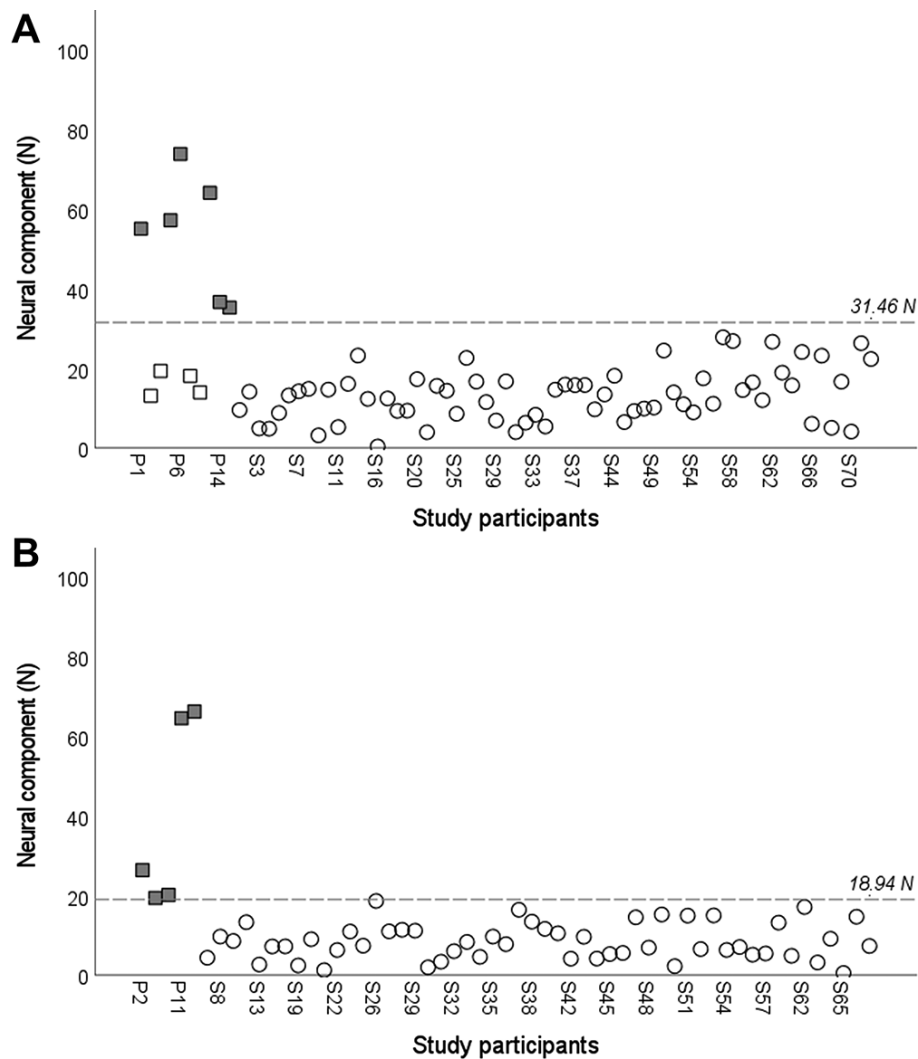 A
Neural component (N)
100
80
60
40
20
0
31.46 N
P1 P6 P14 S3 S7 S11 S16 S20 S25 S29 S33 S37 S44 S49 S54 S58 S62 S66 S70
Study participants
B
Neural component (N)
100
80
60
40
20
0
18.94 N
P2 P11 S8 S13 S19 S22 S26 S29 S32 S35 S38 S42 S45 S48 S51 S54 S57 S62 S65
Study participants